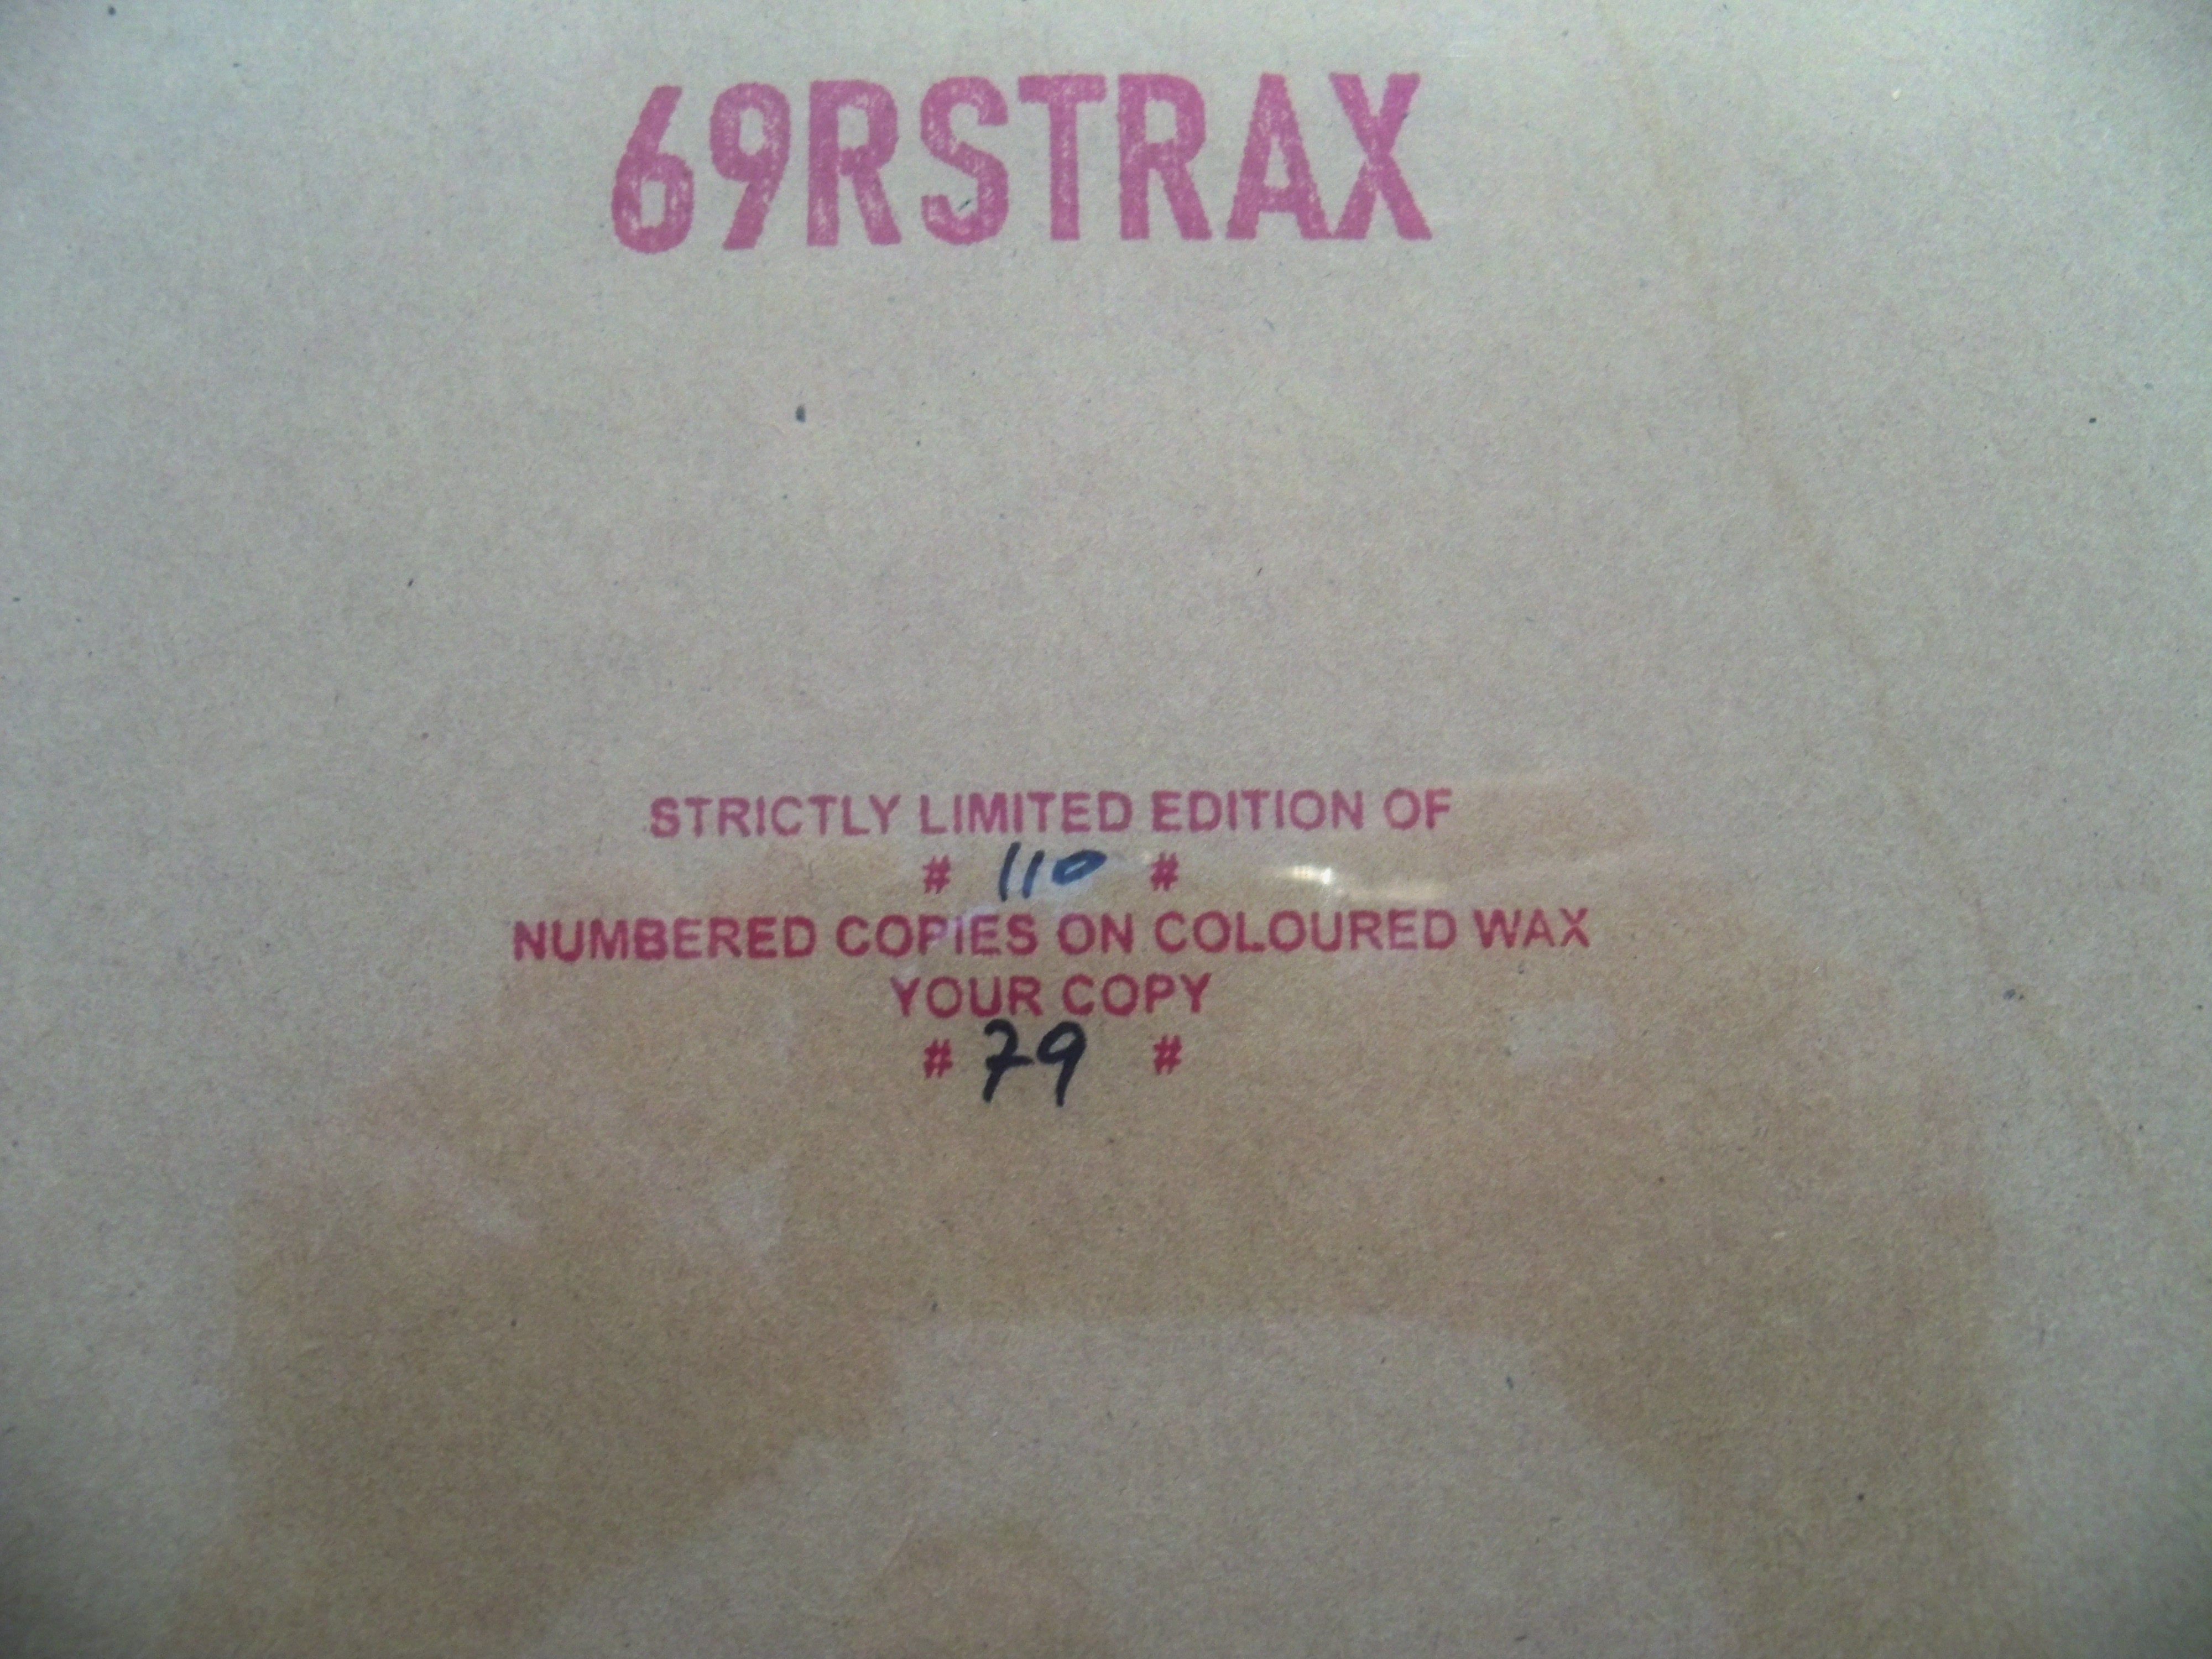 69RSTRAX
STRICTLY LIMITED EDITION OF
# 110 #
NUMBERED COPIES ON COLOURED WAX
YOUR COPY
# 79 #